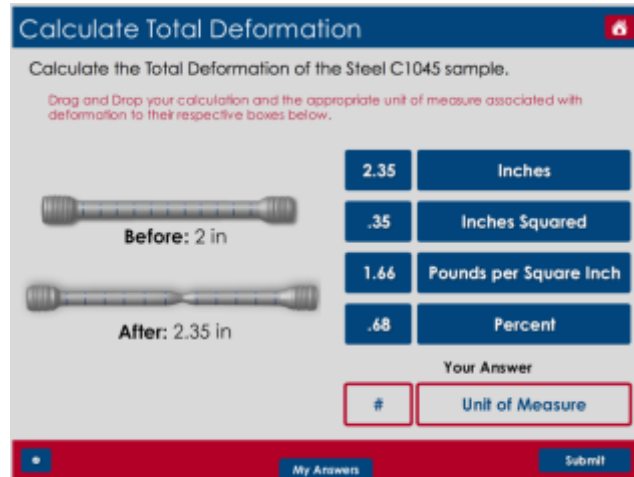 Calculate Total Deformation
Calculate the Total Deformation of the Steel C1045 sample.
Drag and Drop your calculation and the appropriate unit of measure associated with
deformation to their respective boxes below.
Before: 2 in
After: 2.35 in
2.35 Inches
.35 Inches Squared
1.66 Pounds per Square Inch
.68 Percent
Your Answer
# Unit of Measure
My Answers
Submit